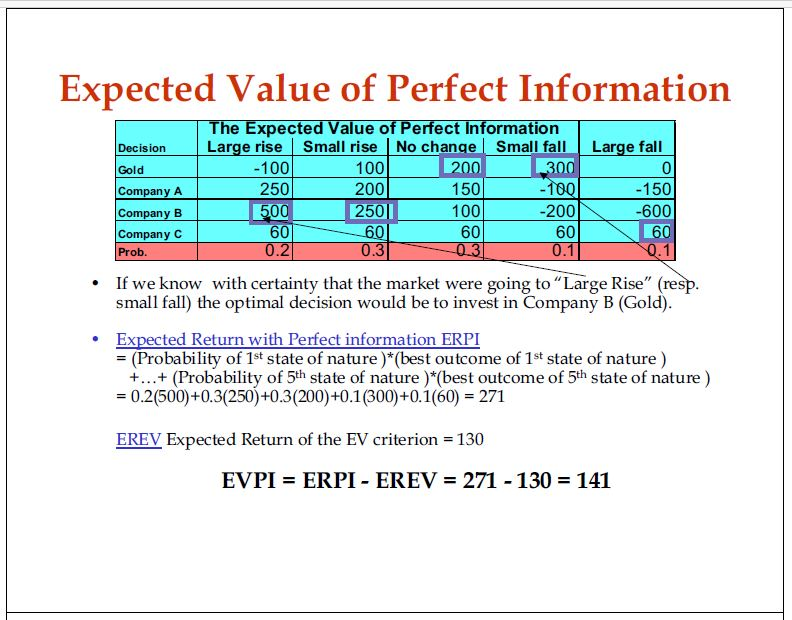 Expected Value of Perfect Information
The Expected Value of Perfect Information
Decision Large rise Small rise No change Small fall Large fall
Gold -100 100 200 300 0
Company A 250 200 150 -100 -150
Company B 500 250 100 -200 -600
Company C 60 60 60 60 60
Prob. 0.2 0.3 0.3 0.1 0.1
• If we know with certainty that the market were going to “Large Rise” (resp.
small fall) the optimal decision would be to invest in Company B (Gold).
• Expected Return with Perfect information ERPI
= (Probability of 1st state of nature )*(best outcome of 1st state of nature )
+…+ (Probability of 5th state of nature )*(best outcome of 5th state of nature )
= 0.2(500)+0.3(250)+0.3(200)+0.1(300)+0.1(60) = 271
EREV Expected Return of the EV criterion = 130
EVPI = ERPI - EREV = 271 - 130 = 141